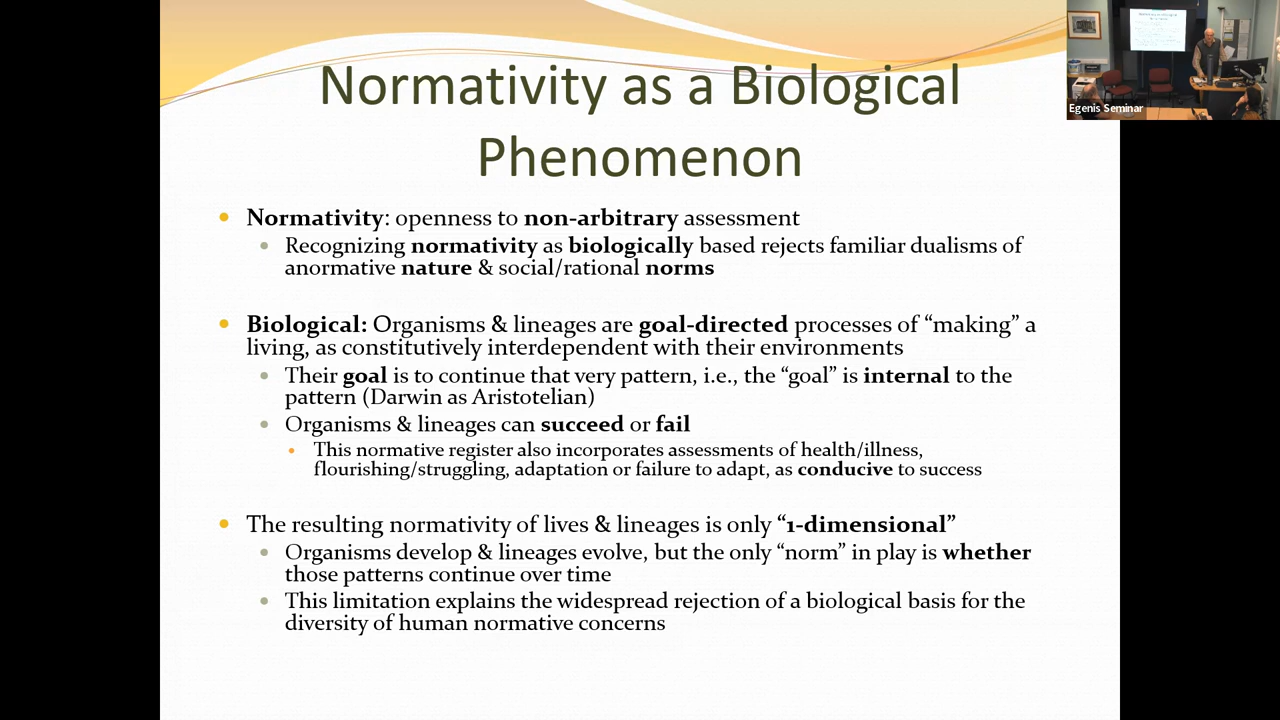 Normativity as a Biological
Phenomenon
Egenis Seminar
Normativity: openness to non-arbitrary assessment
Recognizing normativity as biologically based rejects familiar dualisms of
anormative nature & social/rational norms
Biological: Organisms & lineages are goal-directed processes of “making” a
living, as constitutively interdependent with their environments
Their goal is to continue that very pattern, i.e., the “goal” is internal to the
pattern (Darwin as Aristotelian)
Organisms & lineages can succeed or fail
This normative register also incorporates assessments of health/illness,
flourishing/struggling, adaptation or failure to adapt, as conducive to success
The resulting normativity of lives & lineages is only “1-dimensional”
Organisms develop & lineages evolve, but the only “norm” in play is whether
those patterns continue over time
This limitation explains the widespread rejection of a biological basis for the
diversity of human normative concerns